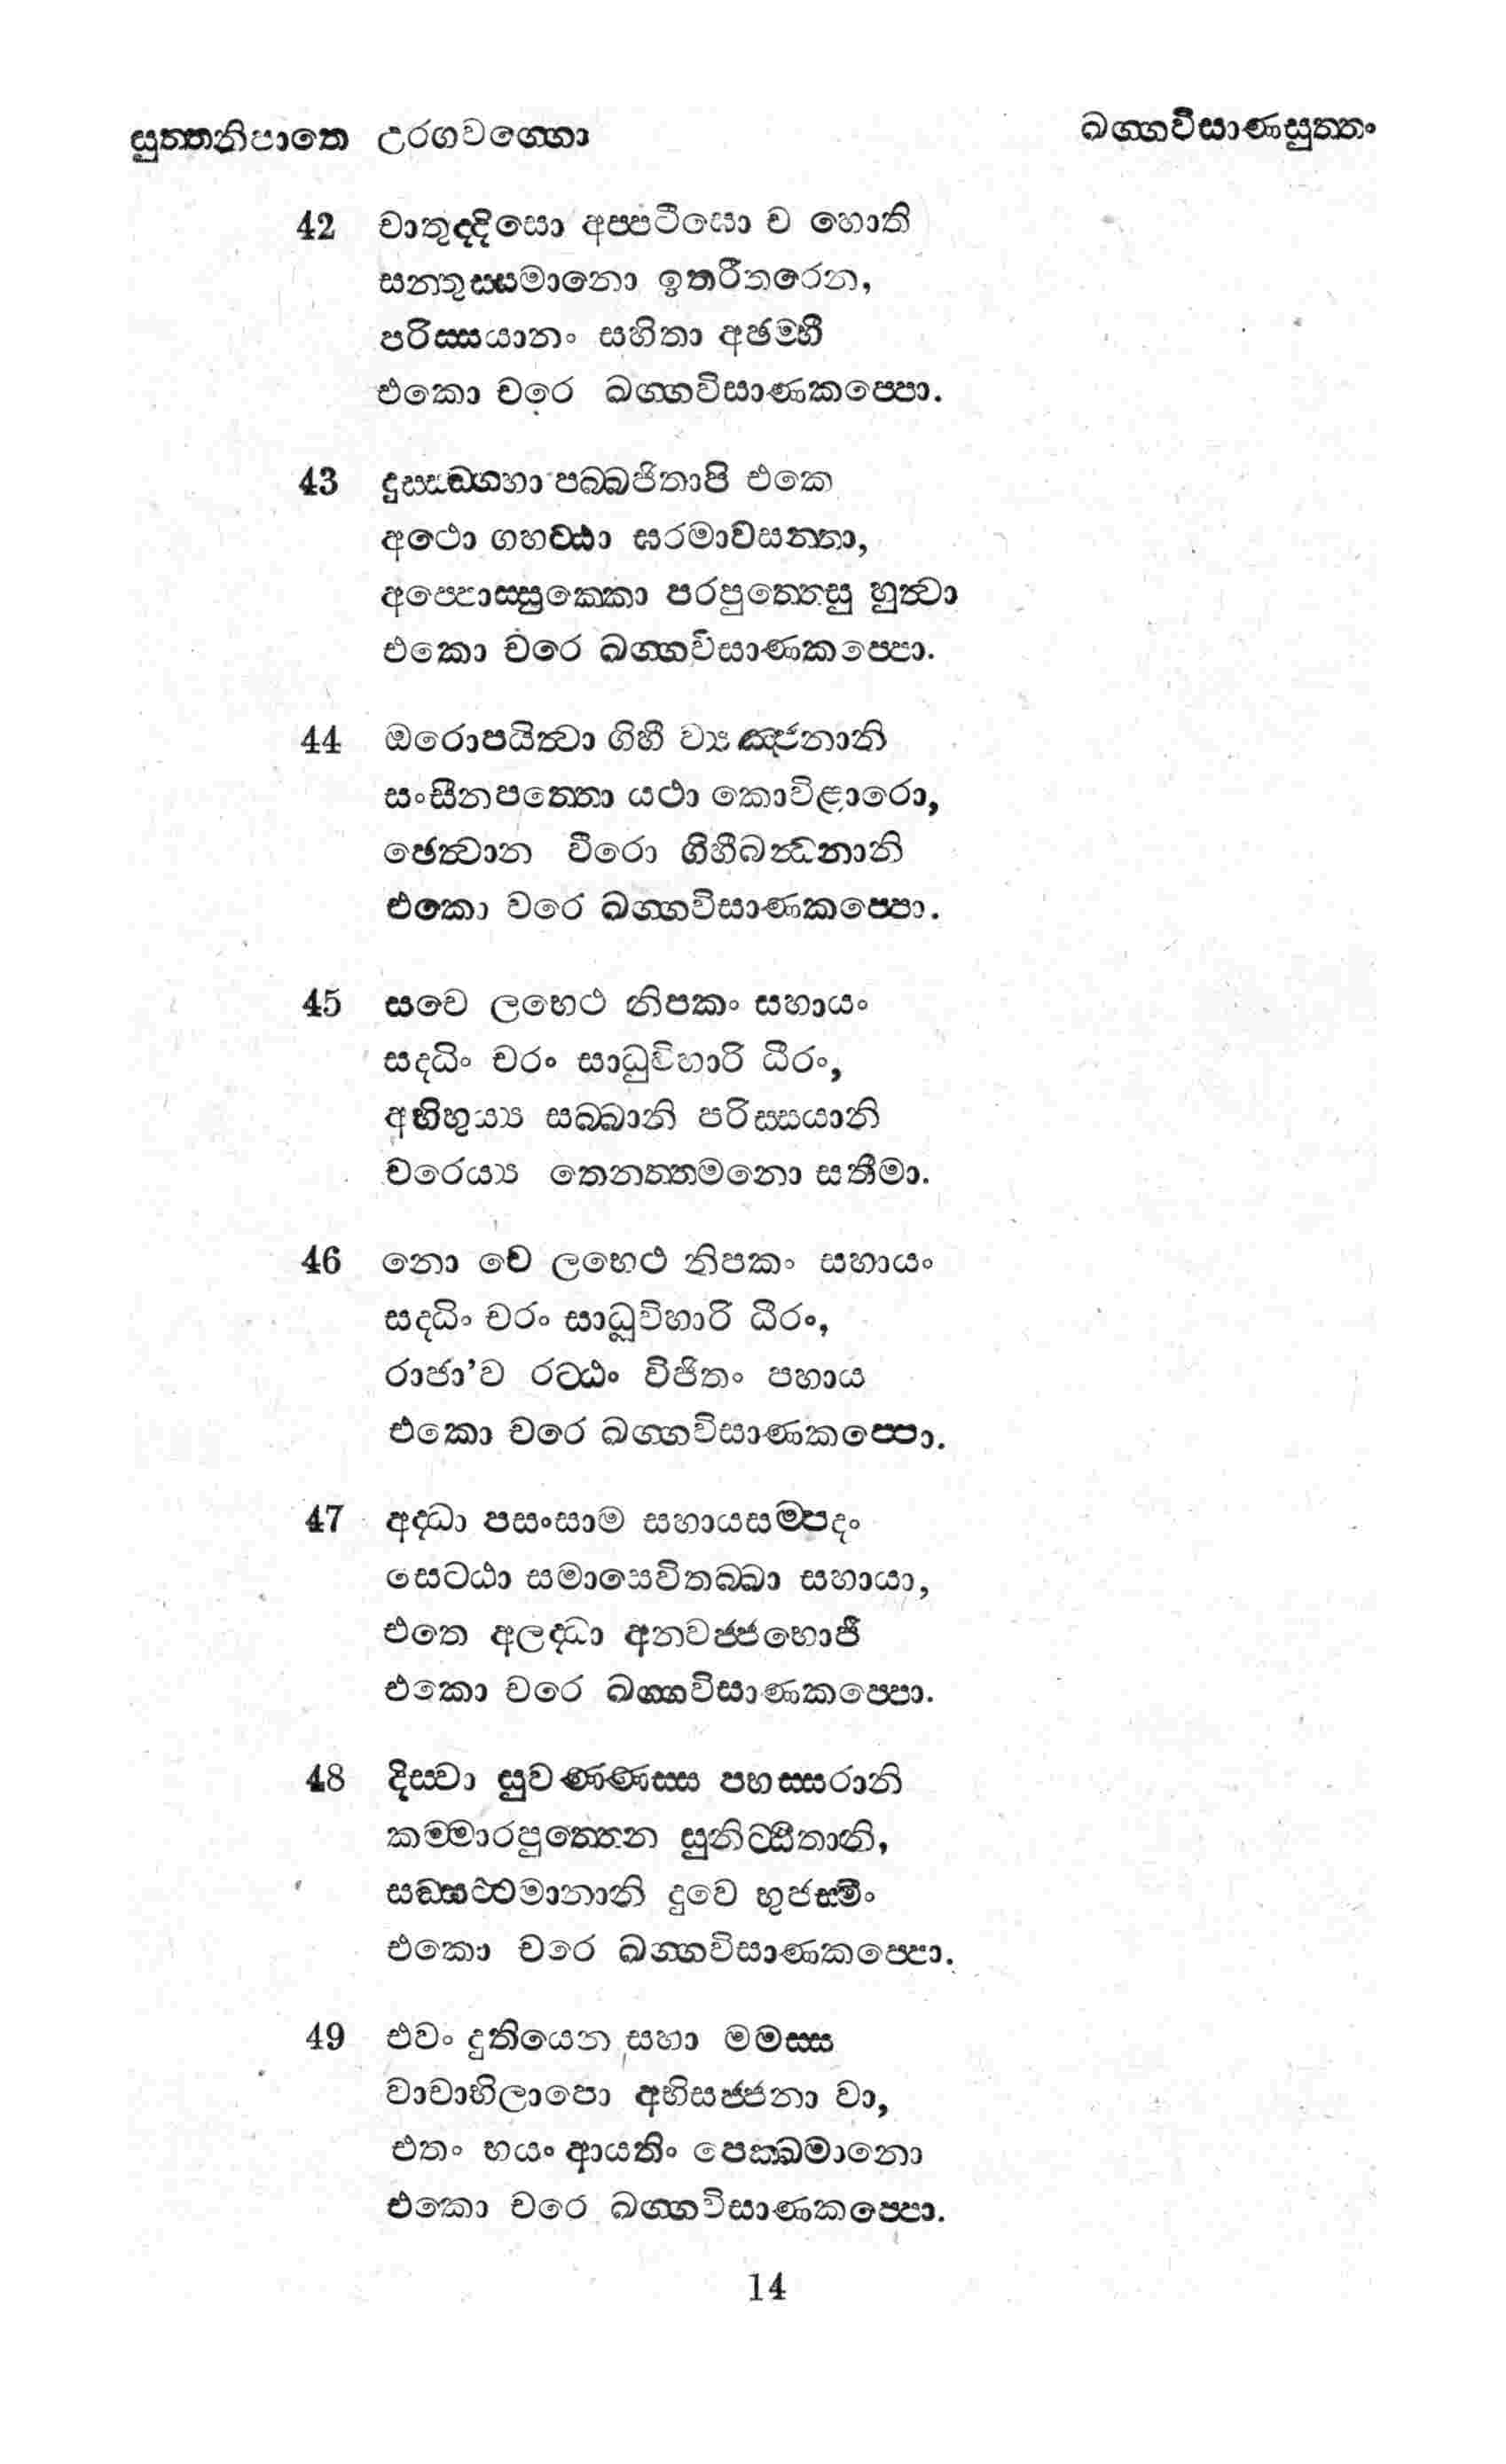 සුත්තනිපාතෙ උරගවග්ගො
ඛග්ගවිසාණසුත්තං
42 චාතුද්දිසො අප්පටිඝො ච හොති
සන්තුස්සමානො ඉතරීතරෙන,
පරිස්සයානං සහිතා අඡම්භී
එකො චරෙ ඛග්ගවිසාණකප්පො.
43 දුස්සඞ්ගහා පබ්බජිතාපි එකෙ
අථො ගහට්ඨා ඝරමාවසන්තා,
අප්පොස්සුක්කො පරපුත්තෙසු හුත්වා
එකො චරෙ ඛග්ගවිසාණකප්පො.
44 ඔරොපයිත්වා ගිහී ව්‍යඤ්ජනානි
සංසීනපත්තො යථා කොවිළාරො,
ඡෙත්වාන වීරො ගිහීබන්ධනානි
එකො චරෙ ඛග්ගවිසාණකප්පො.
45 සචෙ ලභෙථ නිපකං සහායං
සද්ධිං චරං සාධුවිහාරි ධීරං,
අභිභුය්‍ය සබ්බානි පරිස්සයානි
චරෙය්‍ය තෙනත්තමනො සතීමා.
46 නො චෙ ලභෙථ නිපකං සහායං
සද්ධිං චරං සාධුවිහාරි ධීරං,
රාජා’ව රට්ඨං විජිතං පහාය
එකො චරෙ ඛග්ගවිසාණකප්පො.
47 අද්ධා පසංසාම සහායසම්පදං
සෙට්ඨා සමාසෙවිතබ්බා සහායා,
එතෙ අලද්ධා අනවජ්ජභොජී
එකො චරෙ ඛග්ගවිසාණකප්පො.
48 දිස්වා සුවණ්ණස්ස පභස්සරානි
කම්මාරපුත්තෙන සුනිට්ඨිතානි,
සඞ්ඝට්ටමානානි දුවෙ භුජස්මිං
එකො චරෙ ඛග්ගවිසාණකප්පො.
49 එවං දුතියෙන සහා මමස්ස
වාචාභිලාපො අභිසජ්ජනා වා,
එතං භයං ආයතිං පෙක්ඛමානො
එකො චරෙ ඛග්ගවිසාණකප්පො.
14